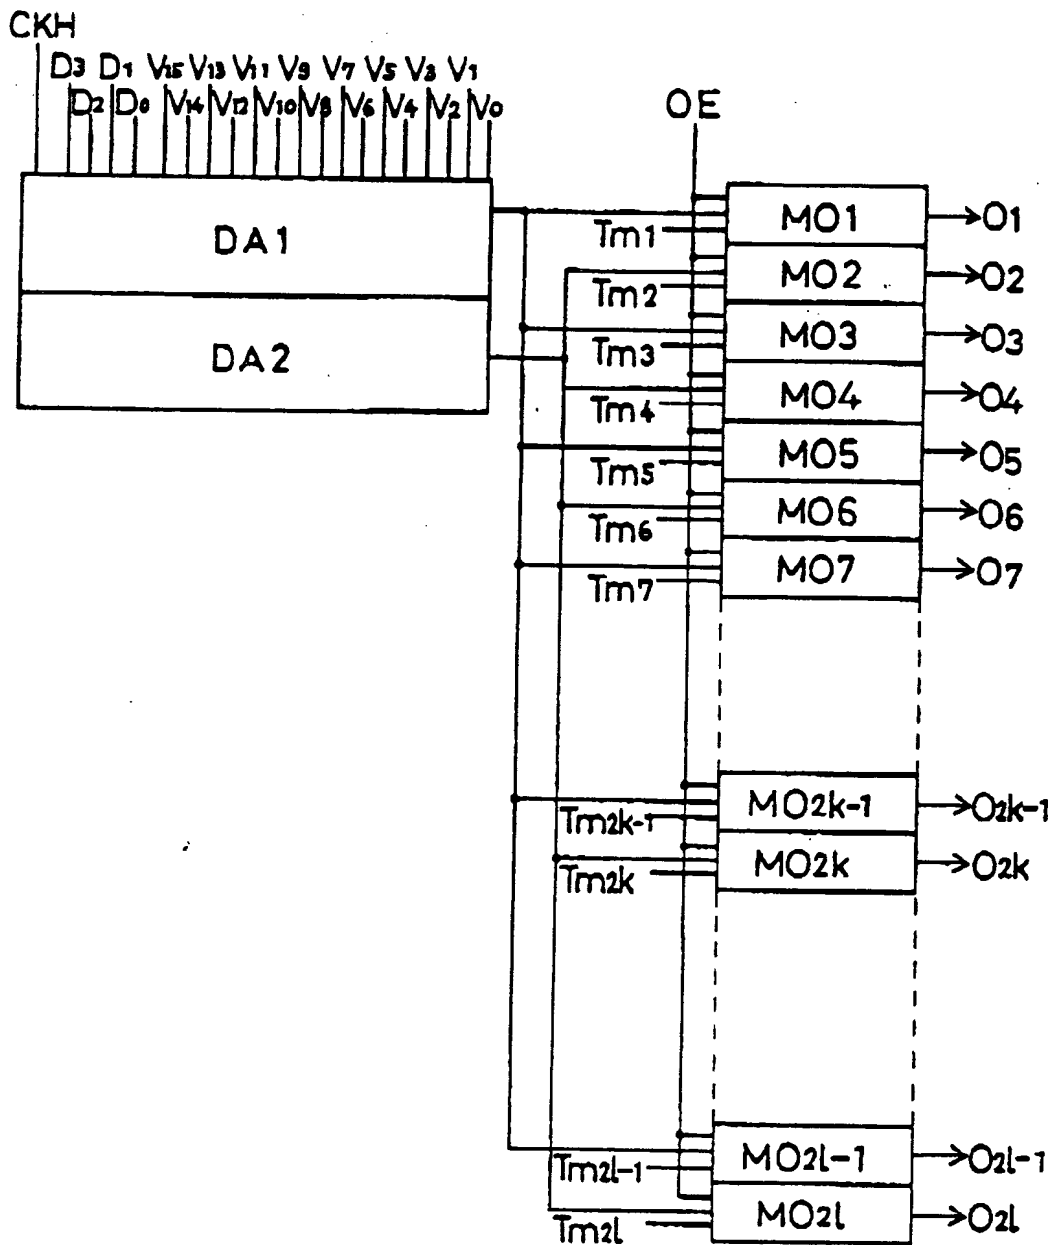 CKH
D3 D1 V15 V13 V11 V9 V7 V5 V3 V1
D2 D0 V14 V12 V10 V8 V6 V4 V2 V0
OE
DA1
DA2
Tm1 MO1 O1
Tm2 MO2 O2
Tm3 MO3 O3
Tm4 MO4 O4
Tm5 MO5 O5
Tm6 MO6 O6
Tm7 MO7 O7
Tm2k-1 MO2k-1 O2k-1
Tm2k MO2k O2k
Tm2l-1 MO2l-1 O2l-1
Tm2l MO2l O2l